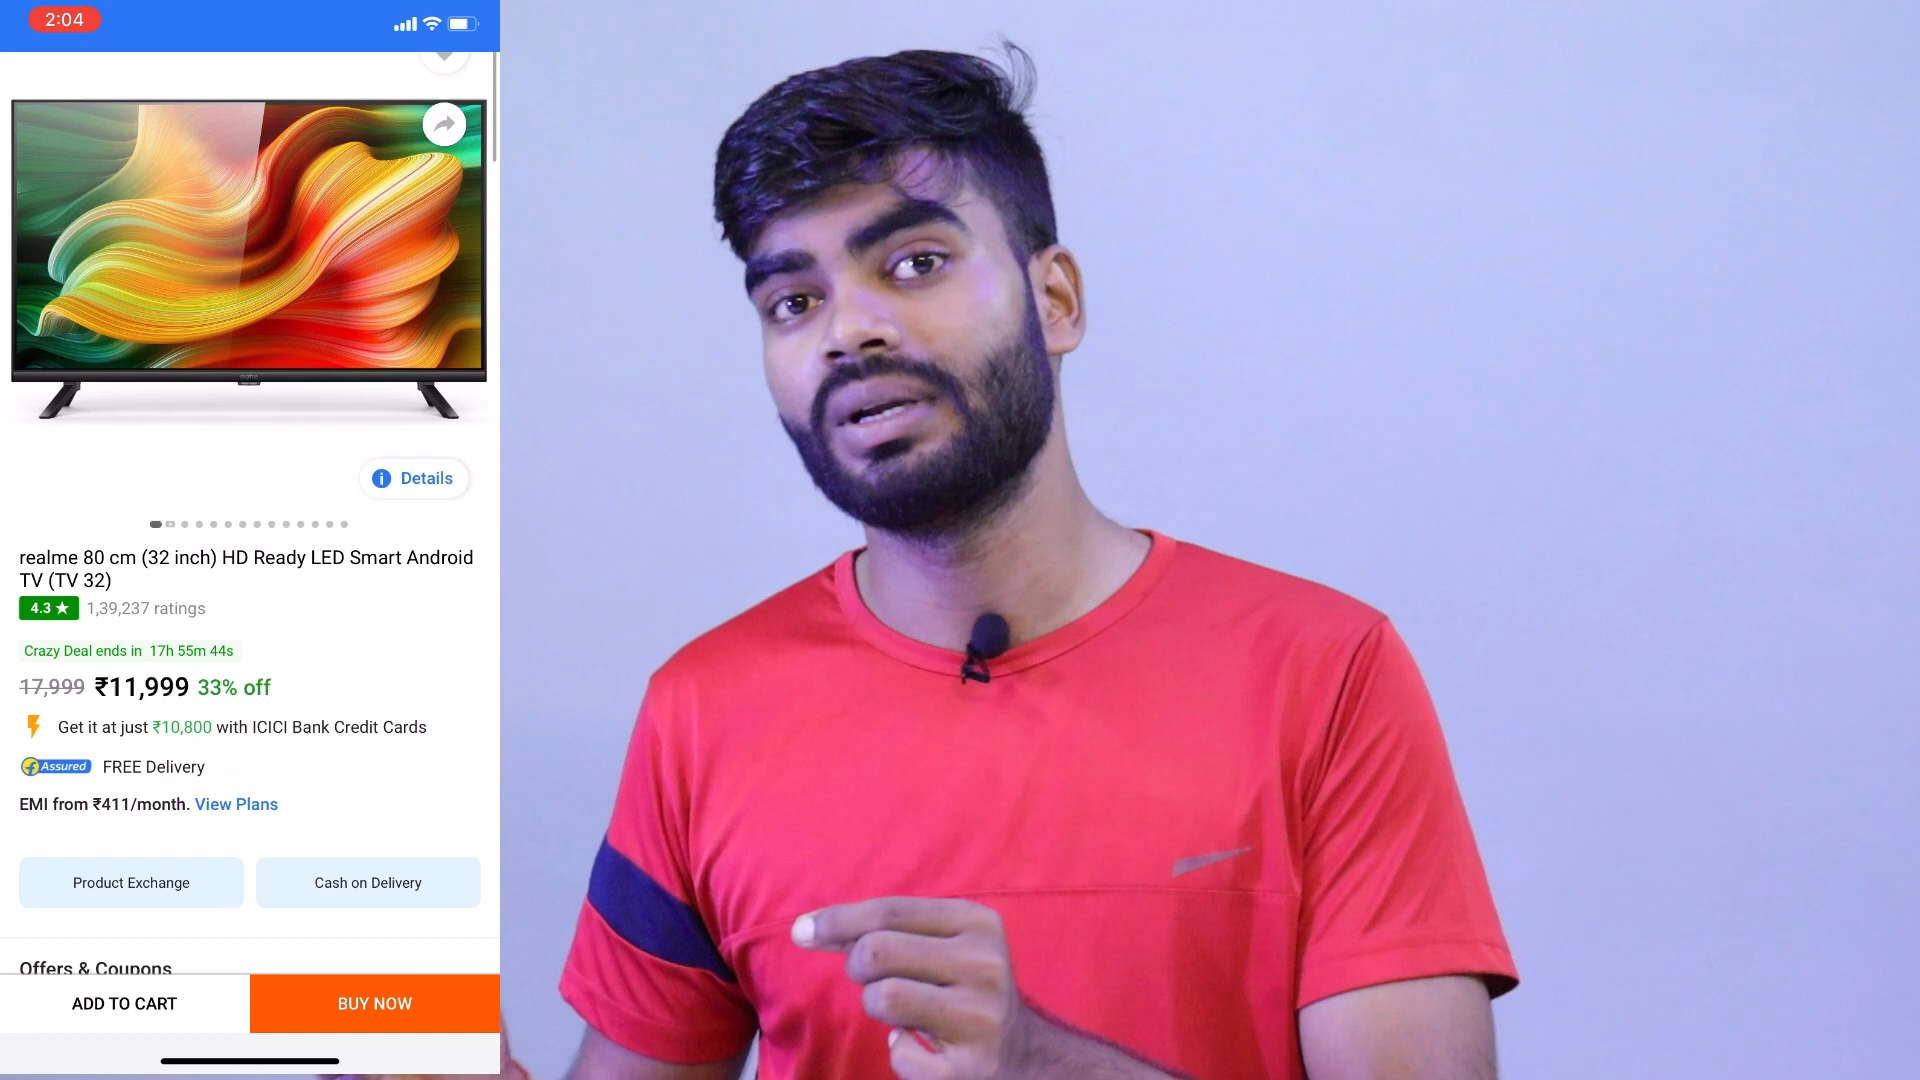 2:04
Details
realme 80 cm (32 inch) HD Ready LED Smart Android
TV (TV 32)
4.3 ★ 1,39,237 ratings
Crazy Deal ends in 17h 55m 44s
17,999 ₹11,999 33% off
Get it at just ₹10,800 with ICICI Bank Credit Cards
Assured FREE Delivery
EMI from ₹411/month. View Plans
Product Exchange Cash on Delivery
Offers & Coupons
ADD TO CART BUY NOW